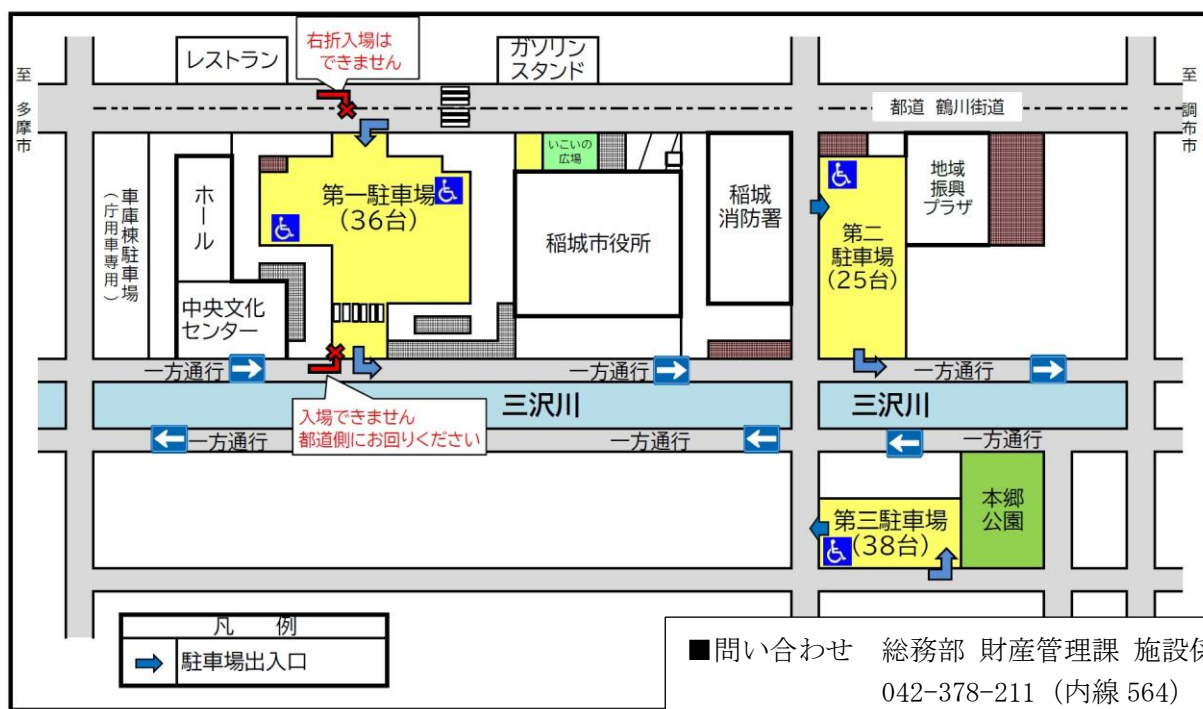 レストラン
右折入場は
できません
ガソリン
スタンド
至 多摩市
都道 鶴川街道
至 調布市
車庫棟駐車場
(庁用車専用)
ホール
中央文化
センター
第一駐車場
(36台)
いこいの
広場
稲城市役所
稲城
消防署
第二
駐車場
(25台)
地域
振興
プラザ
一方通行
一方通行
一方通行
入場できません
都道側にお回りください
三沢川
三沢川
一方通行
一方通行
一方通行
第三駐車場
(38台)
本郷
公園
凡 例
駐車場出入口
■問い合わせ 総務部 財産管理課 施設係
042-378-211 (内線 564)